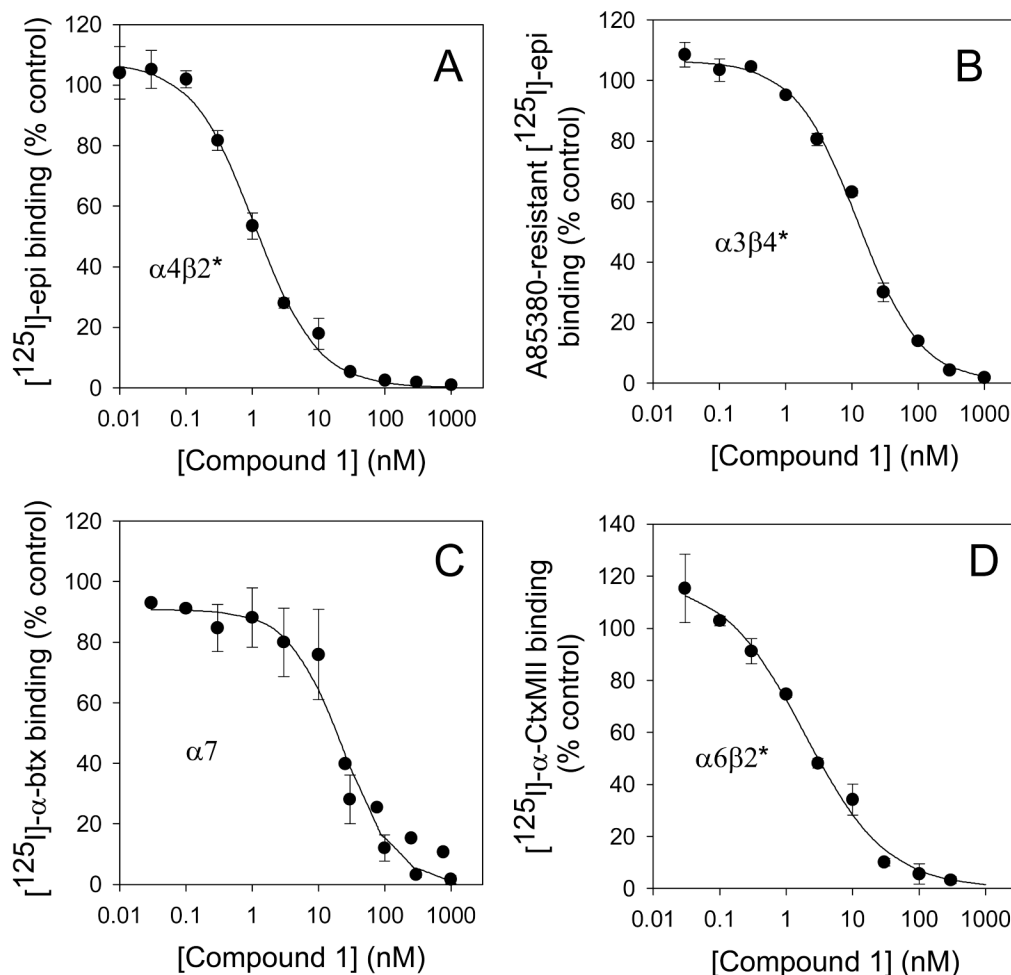 A
[125I]-epi binding (% control)
120
100
80
60
40
20
0
α4β2*
0.01 0.1 1 10 100 1000
[Compound 1] (nM)
B
A85380-resistant [125I]-epi
binding (% control)
120
100
80
60
40
20
0
α3β4*
0.01 0.1 1 10 100 1000
[Compound 1] (nM)
C
[125I]-α-btx binding (% control)
120
100
80
60
40
20
0
α7
0.01 0.1 1 10 100 1000
[Compound 1] (nM)
D
[125I]-α-CtxMII binding
(% control)
140
120
100
80
60
40
20
0
α6β2*
0.01 0.1 1 10 100 1000
[Compound 1] (nM)